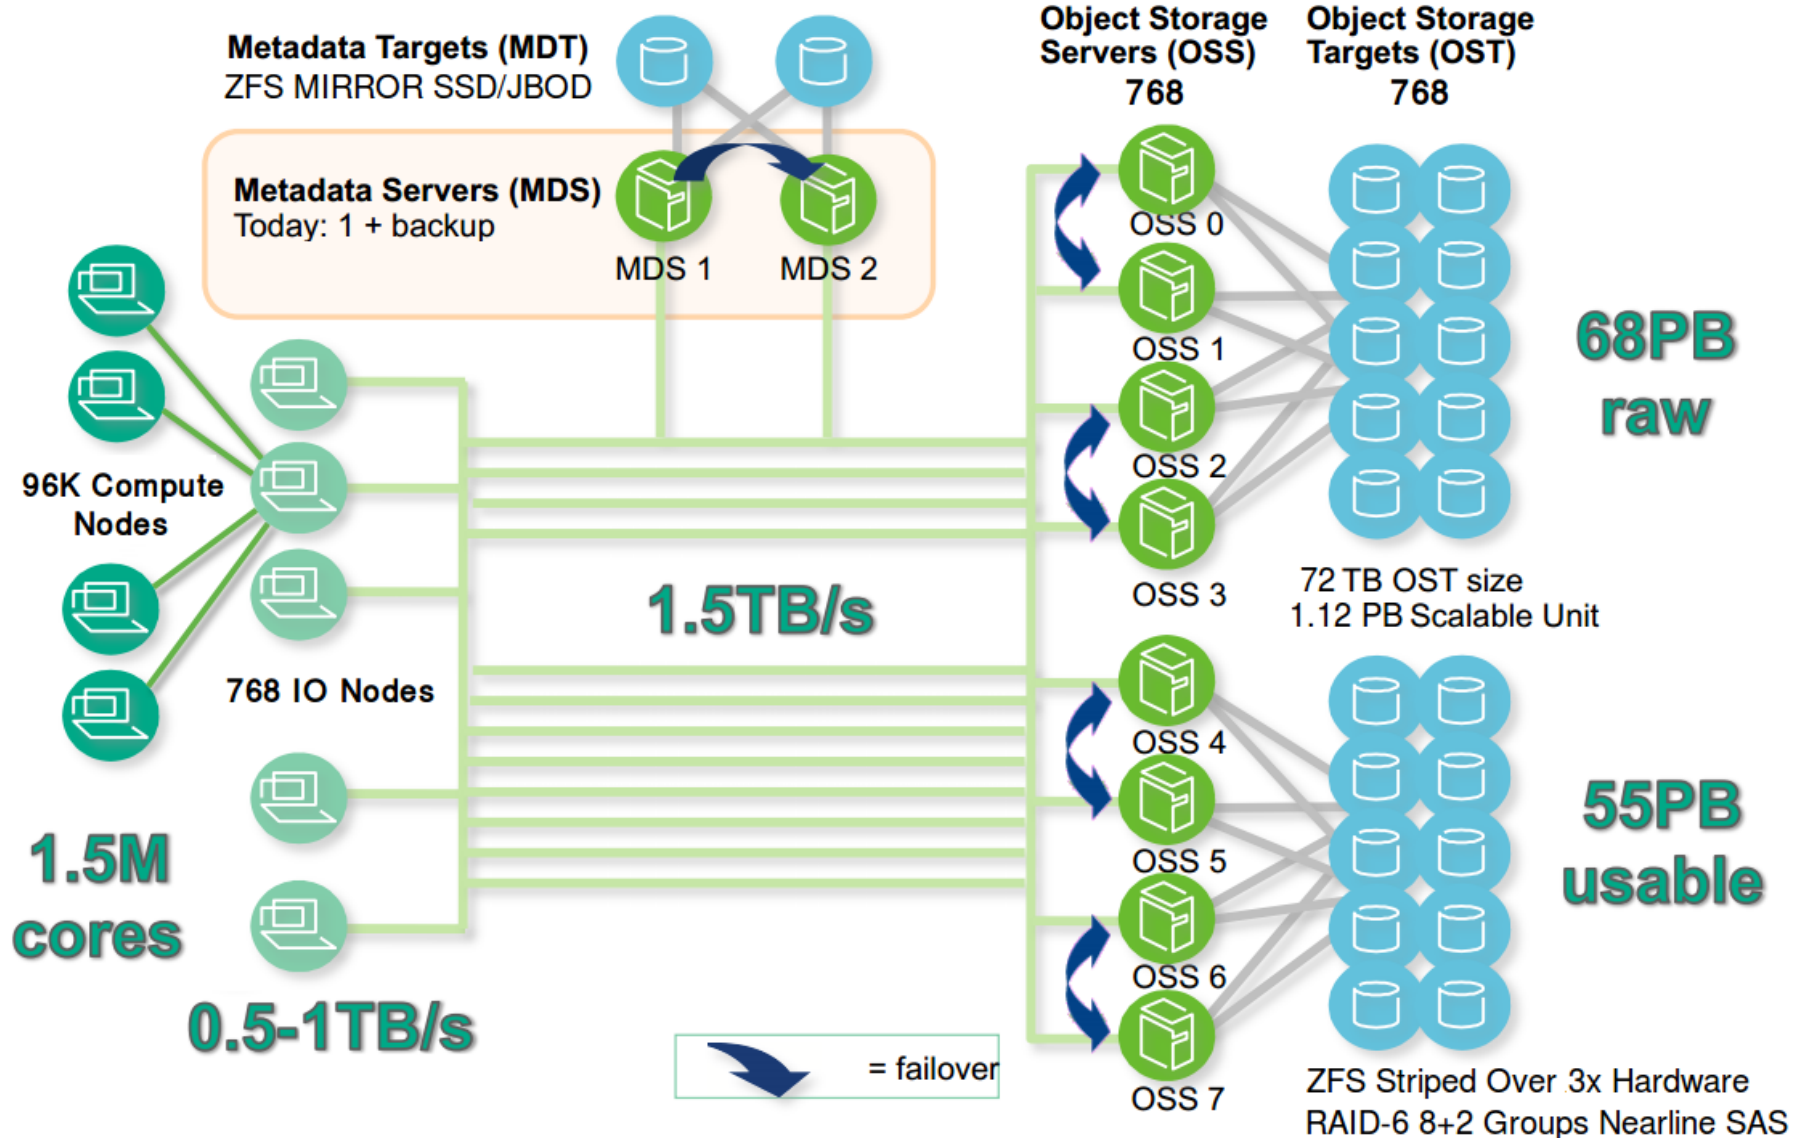 Metadata Targets (MDT)
ZFS MIRROR SSD/JBOD
Metadata Servers (MDS)
Today: 1 + backup
MDS 1
MDS 2
Object Storage
Servers (OSS)
768
Object Storage
Targets (OST)
768
OSS 0
OSS 1
OSS 2
OSS 3
68PB
raw
72 TB OST size
1.12 PB Scalable Unit
96K Compute
Nodes
768 IO Nodes
1.5TB/s
OSS 4
OSS 5
OSS 6
OSS 7
55PB
usable
1.5M
cores
0.5-1TB/s
= failover
ZFS Striped Over 3x Hardware
RAID-6 8+2 Groups Nearline SAS